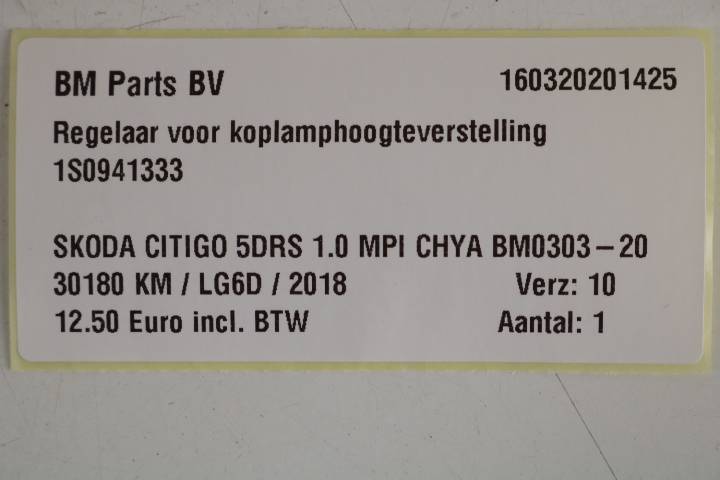 BM Parts BV 160320201425
Regelaar voor koplamphoogteverstelling
1S0941333
SKODA CITIGO 5DRS 1.0 MPI CHYA BM0303-20
30180 KM / LG6D / 2018 Verz: 10
12.50 Euro incl. BTW Aantal: 1